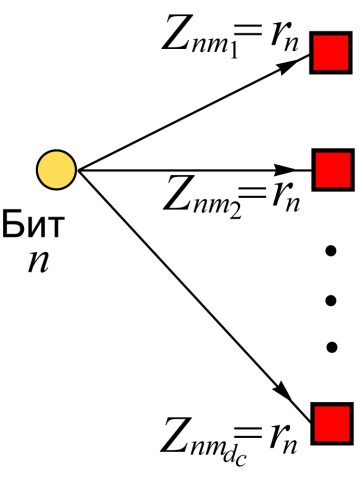 Z_{nm_1}=r_n
Z_{nm_2}=r_n
Бит
n
Z_{nm_{d_c}}=r_n